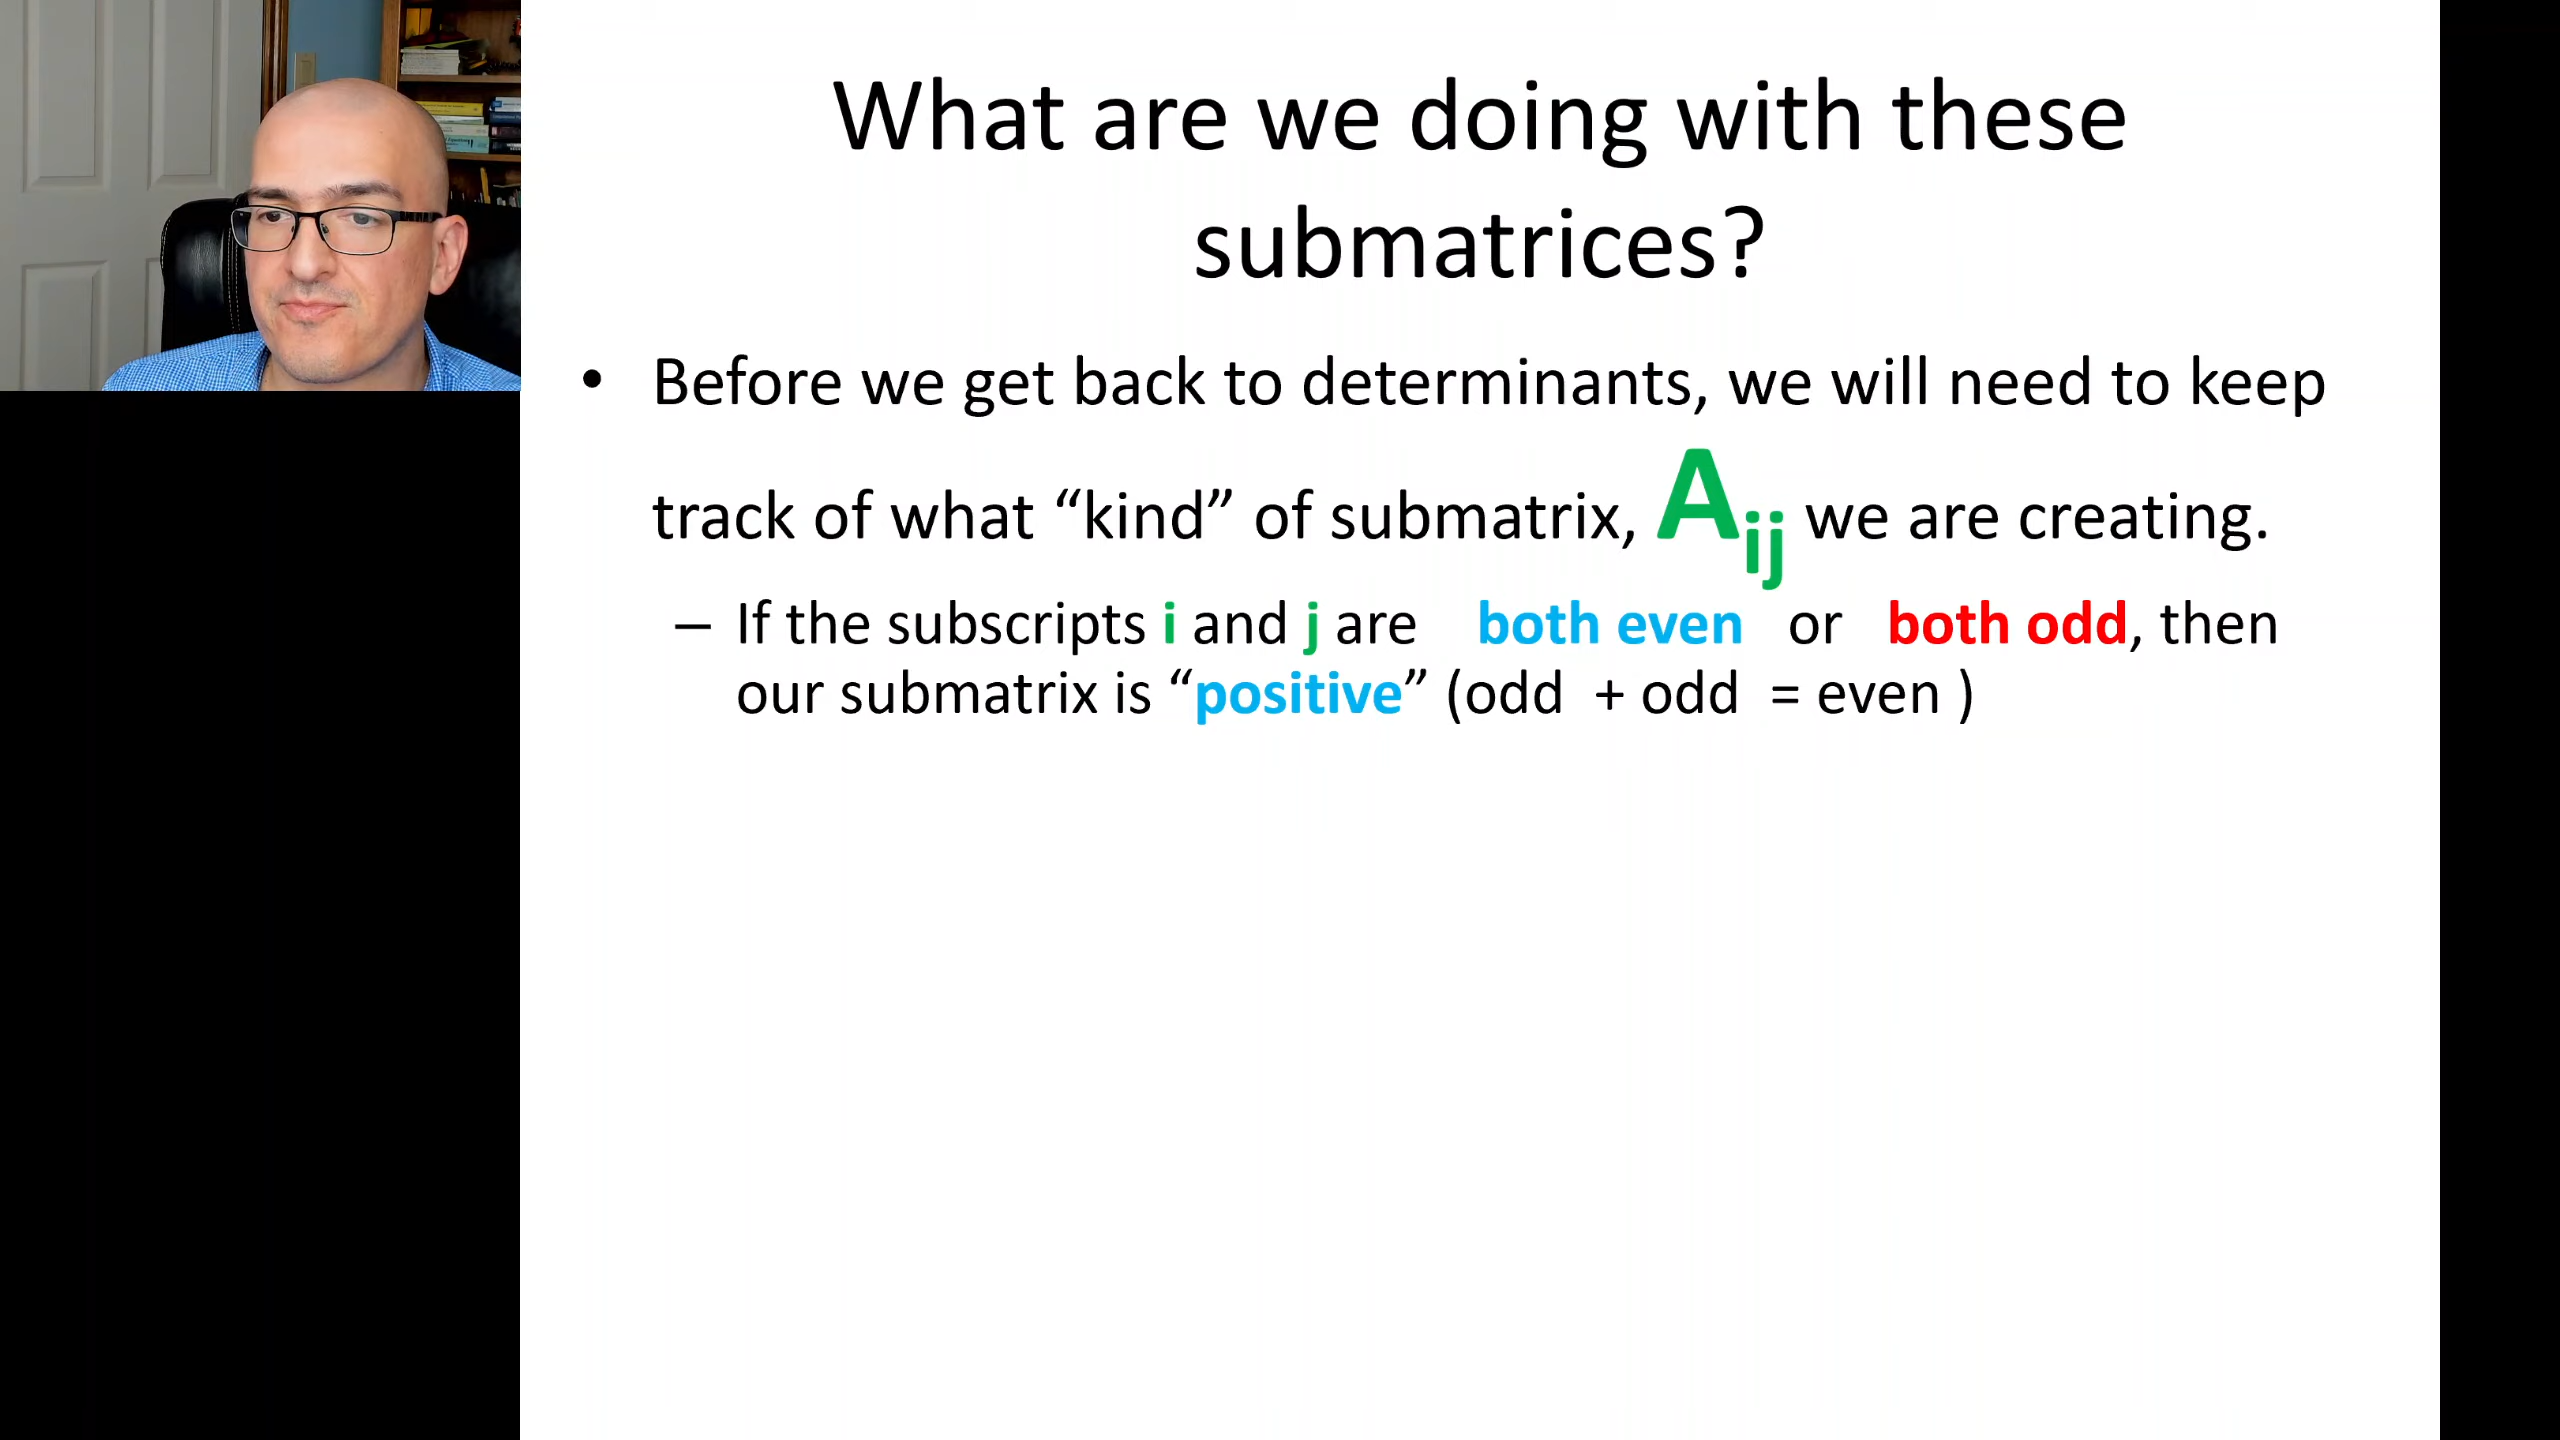 What are we doing with these
submatrices?
• Before we get back to determinants, we will need to keep
track of what “kind” of submatrix, Aij we are creating.
– If the subscripts i and j are both even or both odd, then
our submatrix is “positive” (odd + odd = even )